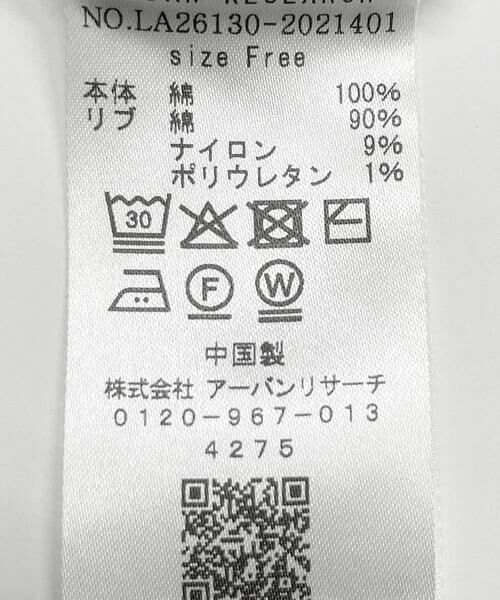 NO.LA26130-2021401
size Free
本体 綿 100%
リブ 綿 90%
ナイロン 9%
ポリウレタン 1%
30
F W
中国製
株式会社 アーバンリサーチ
0120-967-013
4275